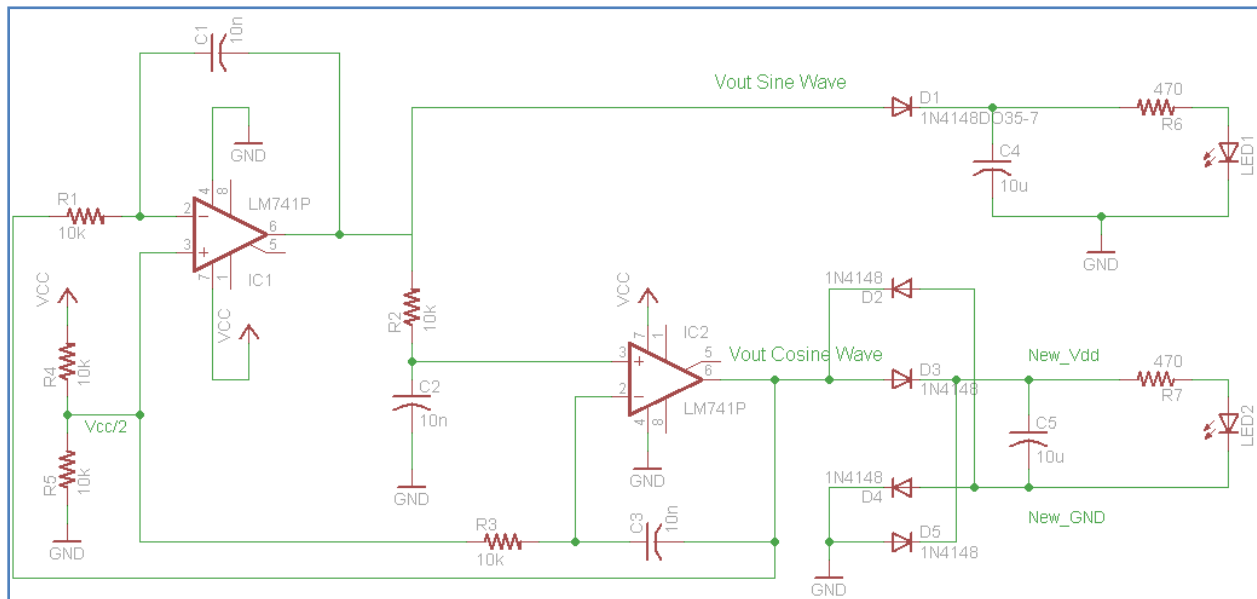 C1
10n
Vout Sine Wave
D1
1N4148DO35-7
470
R6
GND
C4
10u
LED1
4
8
R1
10k
2
3
LM741P
6
5
7
1
IC1
GND
VCC
VCC
R2
10k
VCC
7
1
IC2
5
3
6
2
LM741P
4
8
Vout Cosine Wave
1N4148
D2
D3
1N4148
New_Vdd
470
R7
R4
10k
Vcc/2
C2
10n
C5
10u
LED2
R5
10k
GND
GND
1N4148
D4
New_GND
R3
10k
C3
10n
D5
1N4148
GND
GND